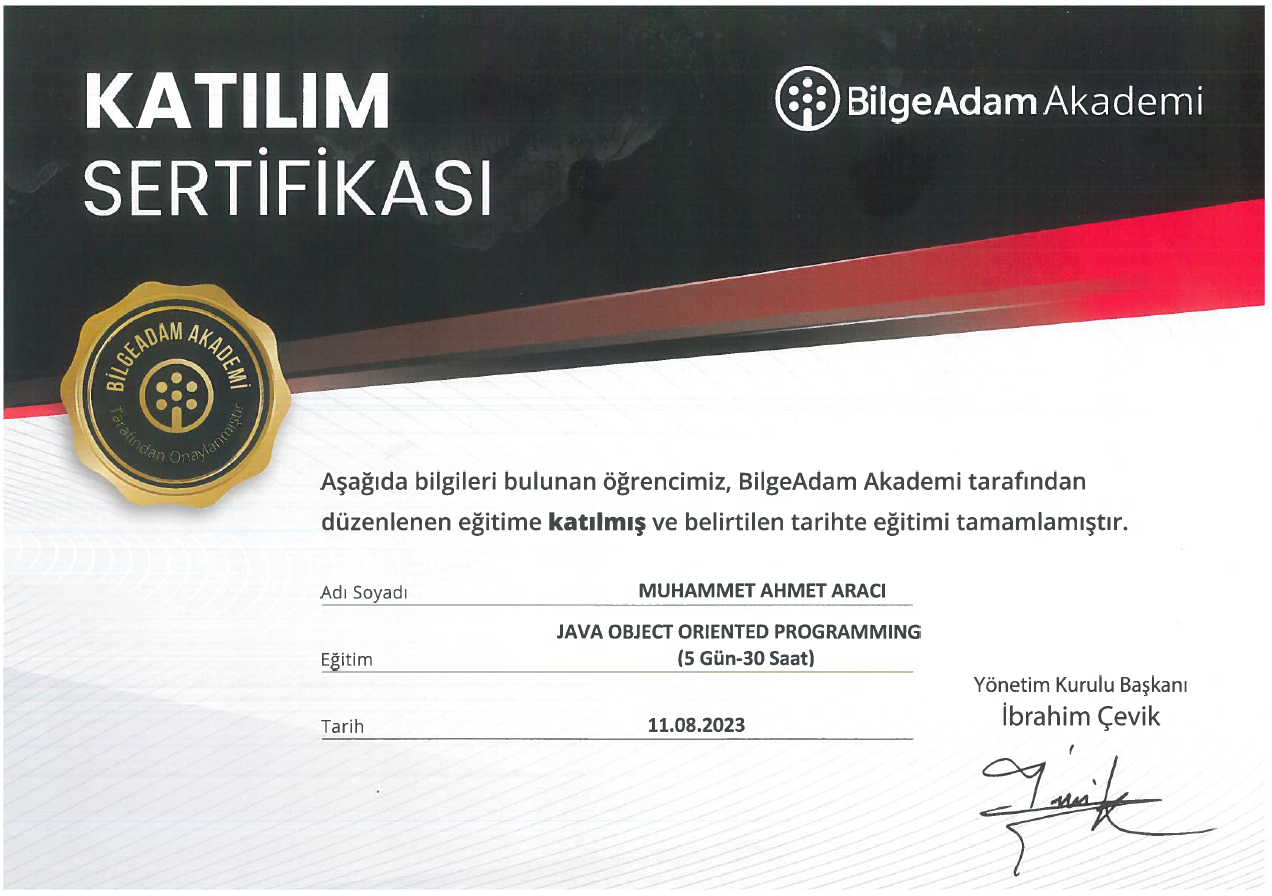 KATILIM
SERTİFİKASI
BilgeAdam Akademi
BİLGEADAM AKADEMİ
Tarafından Onaylanmıştır
Aşağıda bilgileri bulunan öğrencimiz, BilgeAdam Akademi tarafından
düzenlenen eğitime katılmış ve belirtilen tarihte eğitimi tamamlamıştır.
Adı Soyadı MUHAMMET AHMET ARACI
JAVA OBJECT ORIENTED PROGRAMMING
Eğitim (5 Gün-30 Saat)
Tarih 11.08.2023
Yönetim Kurulu Başkanı
İbrahim Çevik